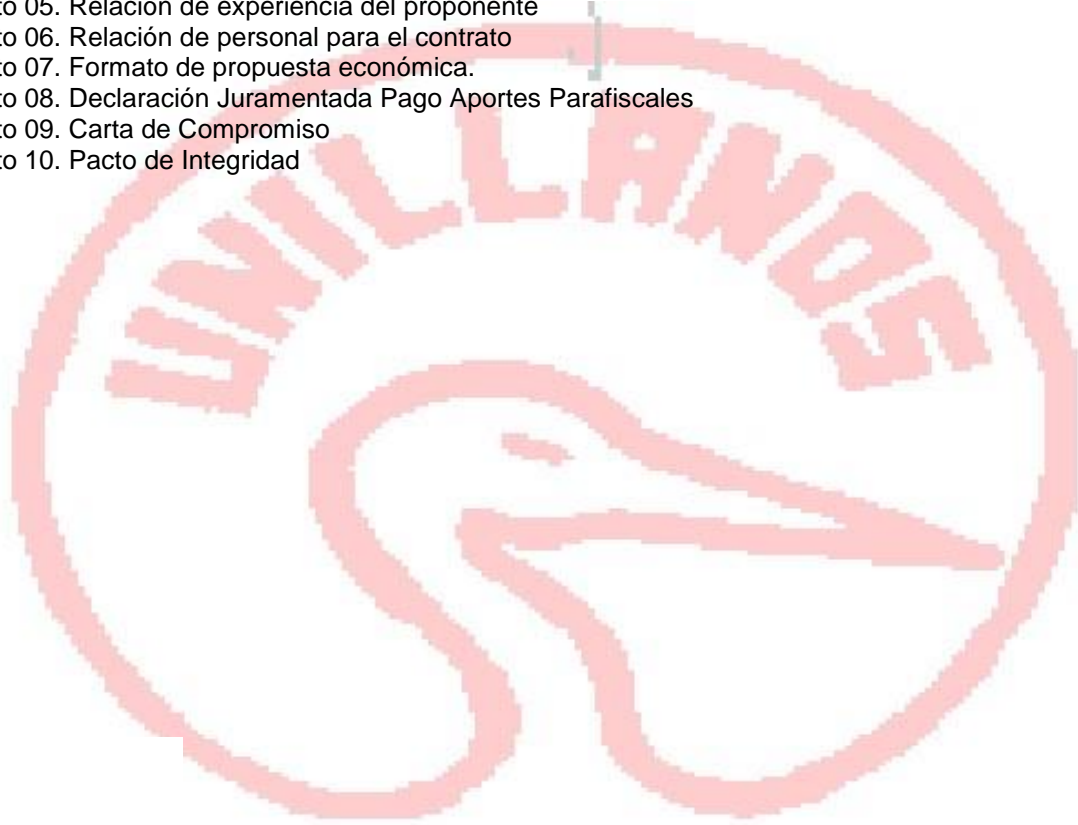 to 05. Relación de experiencia del proponente
to 06. Relación de personal para el contrato
to 07. Formato de propuesta económica.
to 08. Declaración Juramentada Pago Aportes Parafiscales
to 09. Carta de Compromiso
to 10. Pacto de Integridad
UNILLANOS